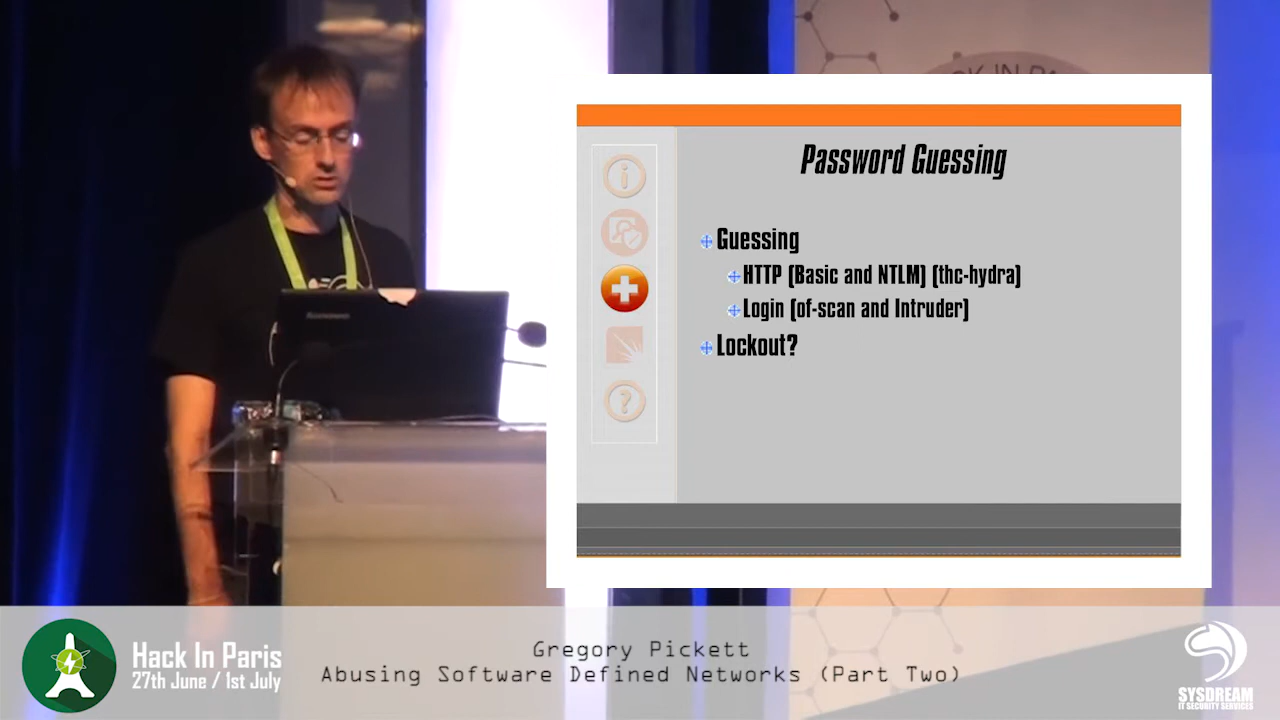 Password Guessing
Guessing
HTTP (Basic and NTLM) (thc-hydra)
Login (of-scan and Intruder)
Lockout?
Hack In Paris
27th June / 1st July
Gregory Pickett
Abusing Software Defined Networks (Part Two)
SYSDREAM
IT SECURITY SERVICES